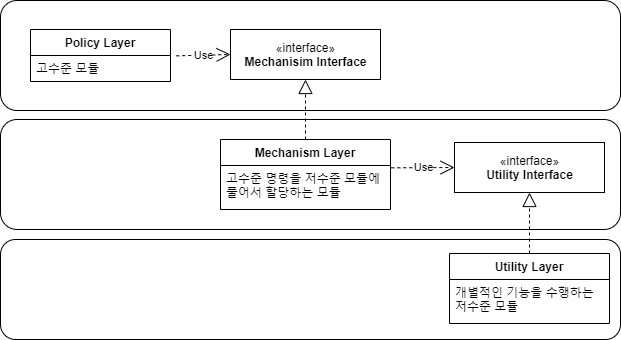 Policy Layer
고수준 모듈
Use
«interface»
Mechanisim Interface
Mechanism Layer
고수준 명령을 저수준 모듈에
풀어서 할당하는 모듈
Use
«interface»
Utility Interface
Utility Layer
개별적인 기능을 수행하는
저수준 모듈